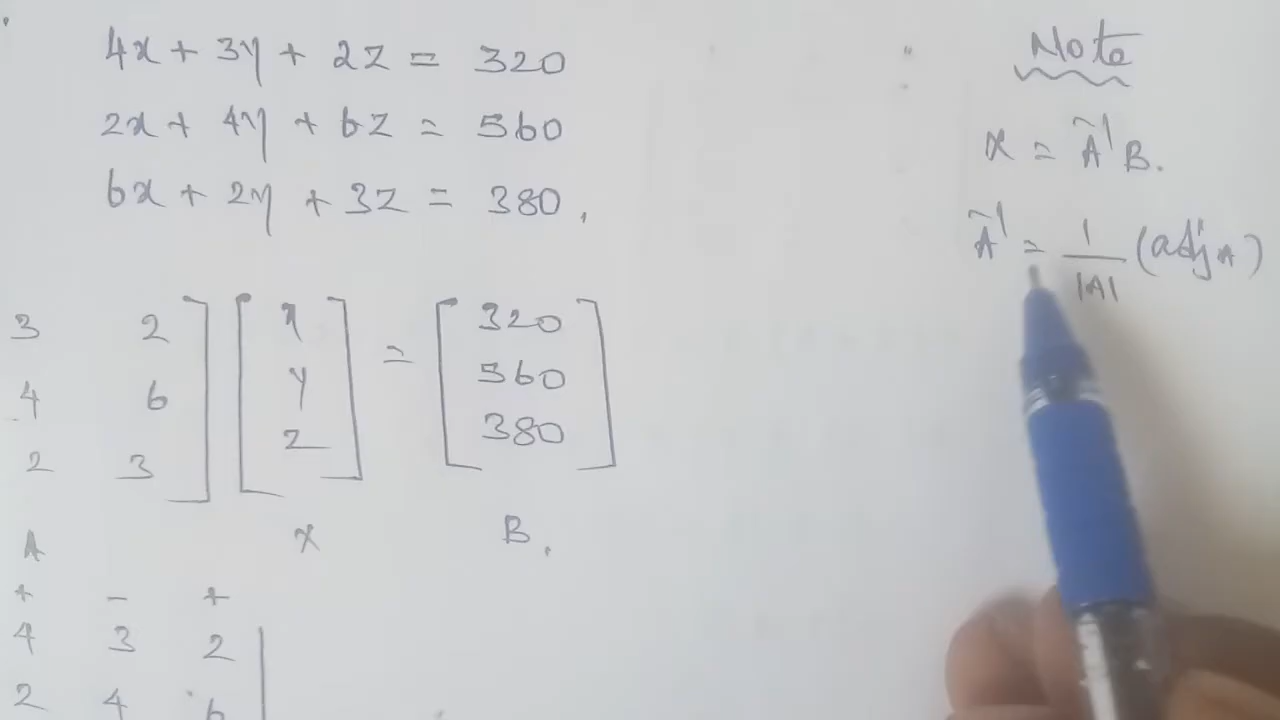 4x + 3y + 2z = 320
2x + 4y + 6z = 560
6x + 2y + 3z = 380.
Note
x = A⁻¹B.
A⁻¹ = 1/|A| (adj A)
3 2 x 320
4 6 y = 560
2 3 z 380
A X B.
+ - +
4 3 2
2 4 6